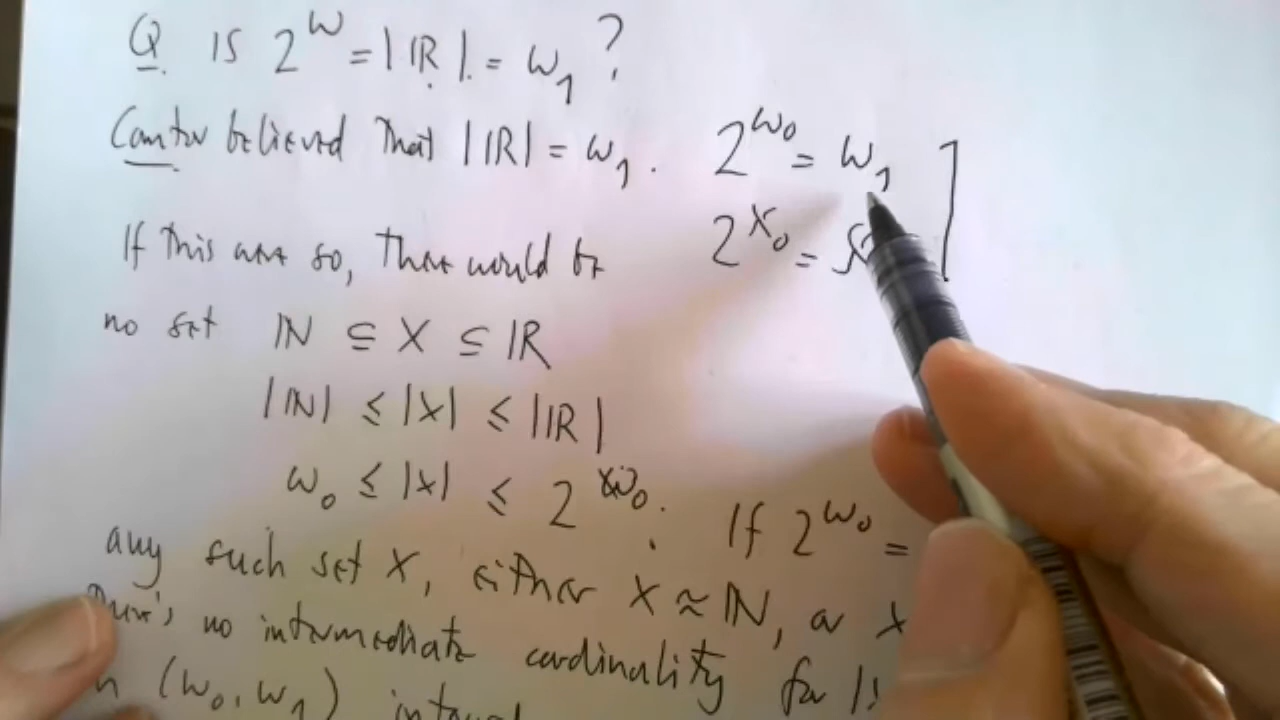 Q IS 2^ω = |ℝ| = ω₁ ?
Cantor believed that |ℝ| = ω₁.
2^ω₀ = ω₁
2^ℵ₀ =
If this were so, there would be
no set ℕ ⊆ X ⊆ ℝ
|ℕ| ≤ |X| ≤ |ℝ|
ω₀ ≤ |X| ≤ 2^ω₀. If 2^ω₀ =
any such set X, either X ≈ ℕ, or X
There's no intermediate cardinality for
(ω₀, ω₁)